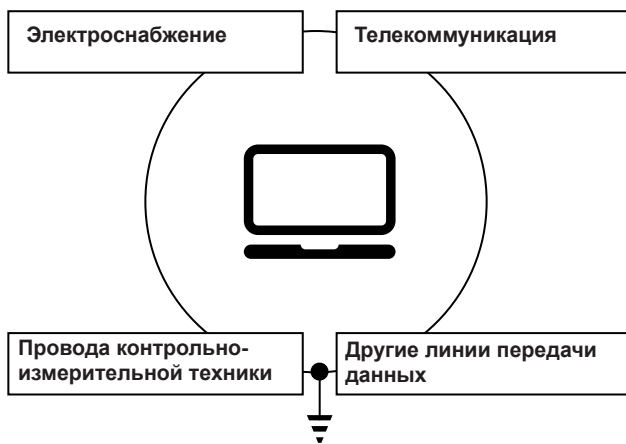 Электроснабжение
Телекоммуникация
Провода контрольно-
измерительной техники
Другие линии передачи
данных